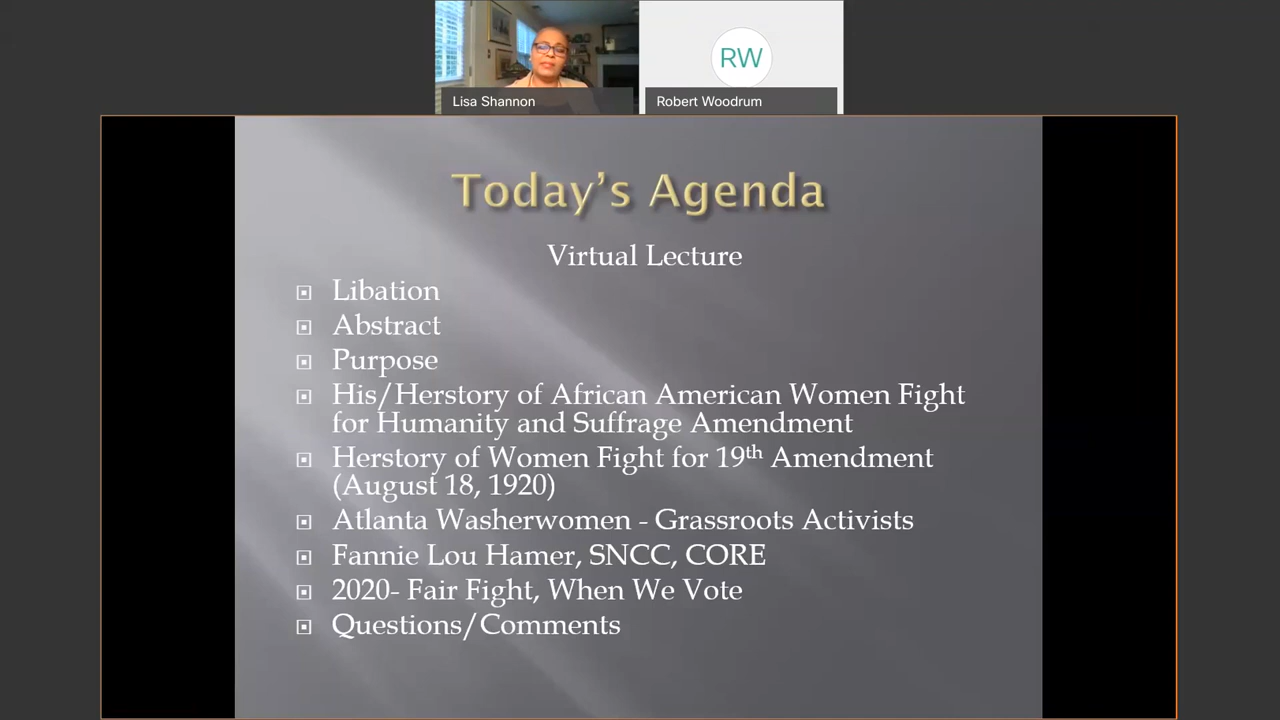 RW
Lisa Shannon
Robert Woodrum
Today's Agenda
Virtual Lecture
Libation
Abstract
Purpose
His/Herstory of African American Women Fight
for Humanity and Suffrage Amendment
Herstory of Women Fight for 19th Amendment
(August 18, 1920)
Atlanta Washerwomen - Grassroots Activists
Fannie Lou Hamer, SNCC, CORE
2020- Fair Fight, When We Vote
Questions/Comments